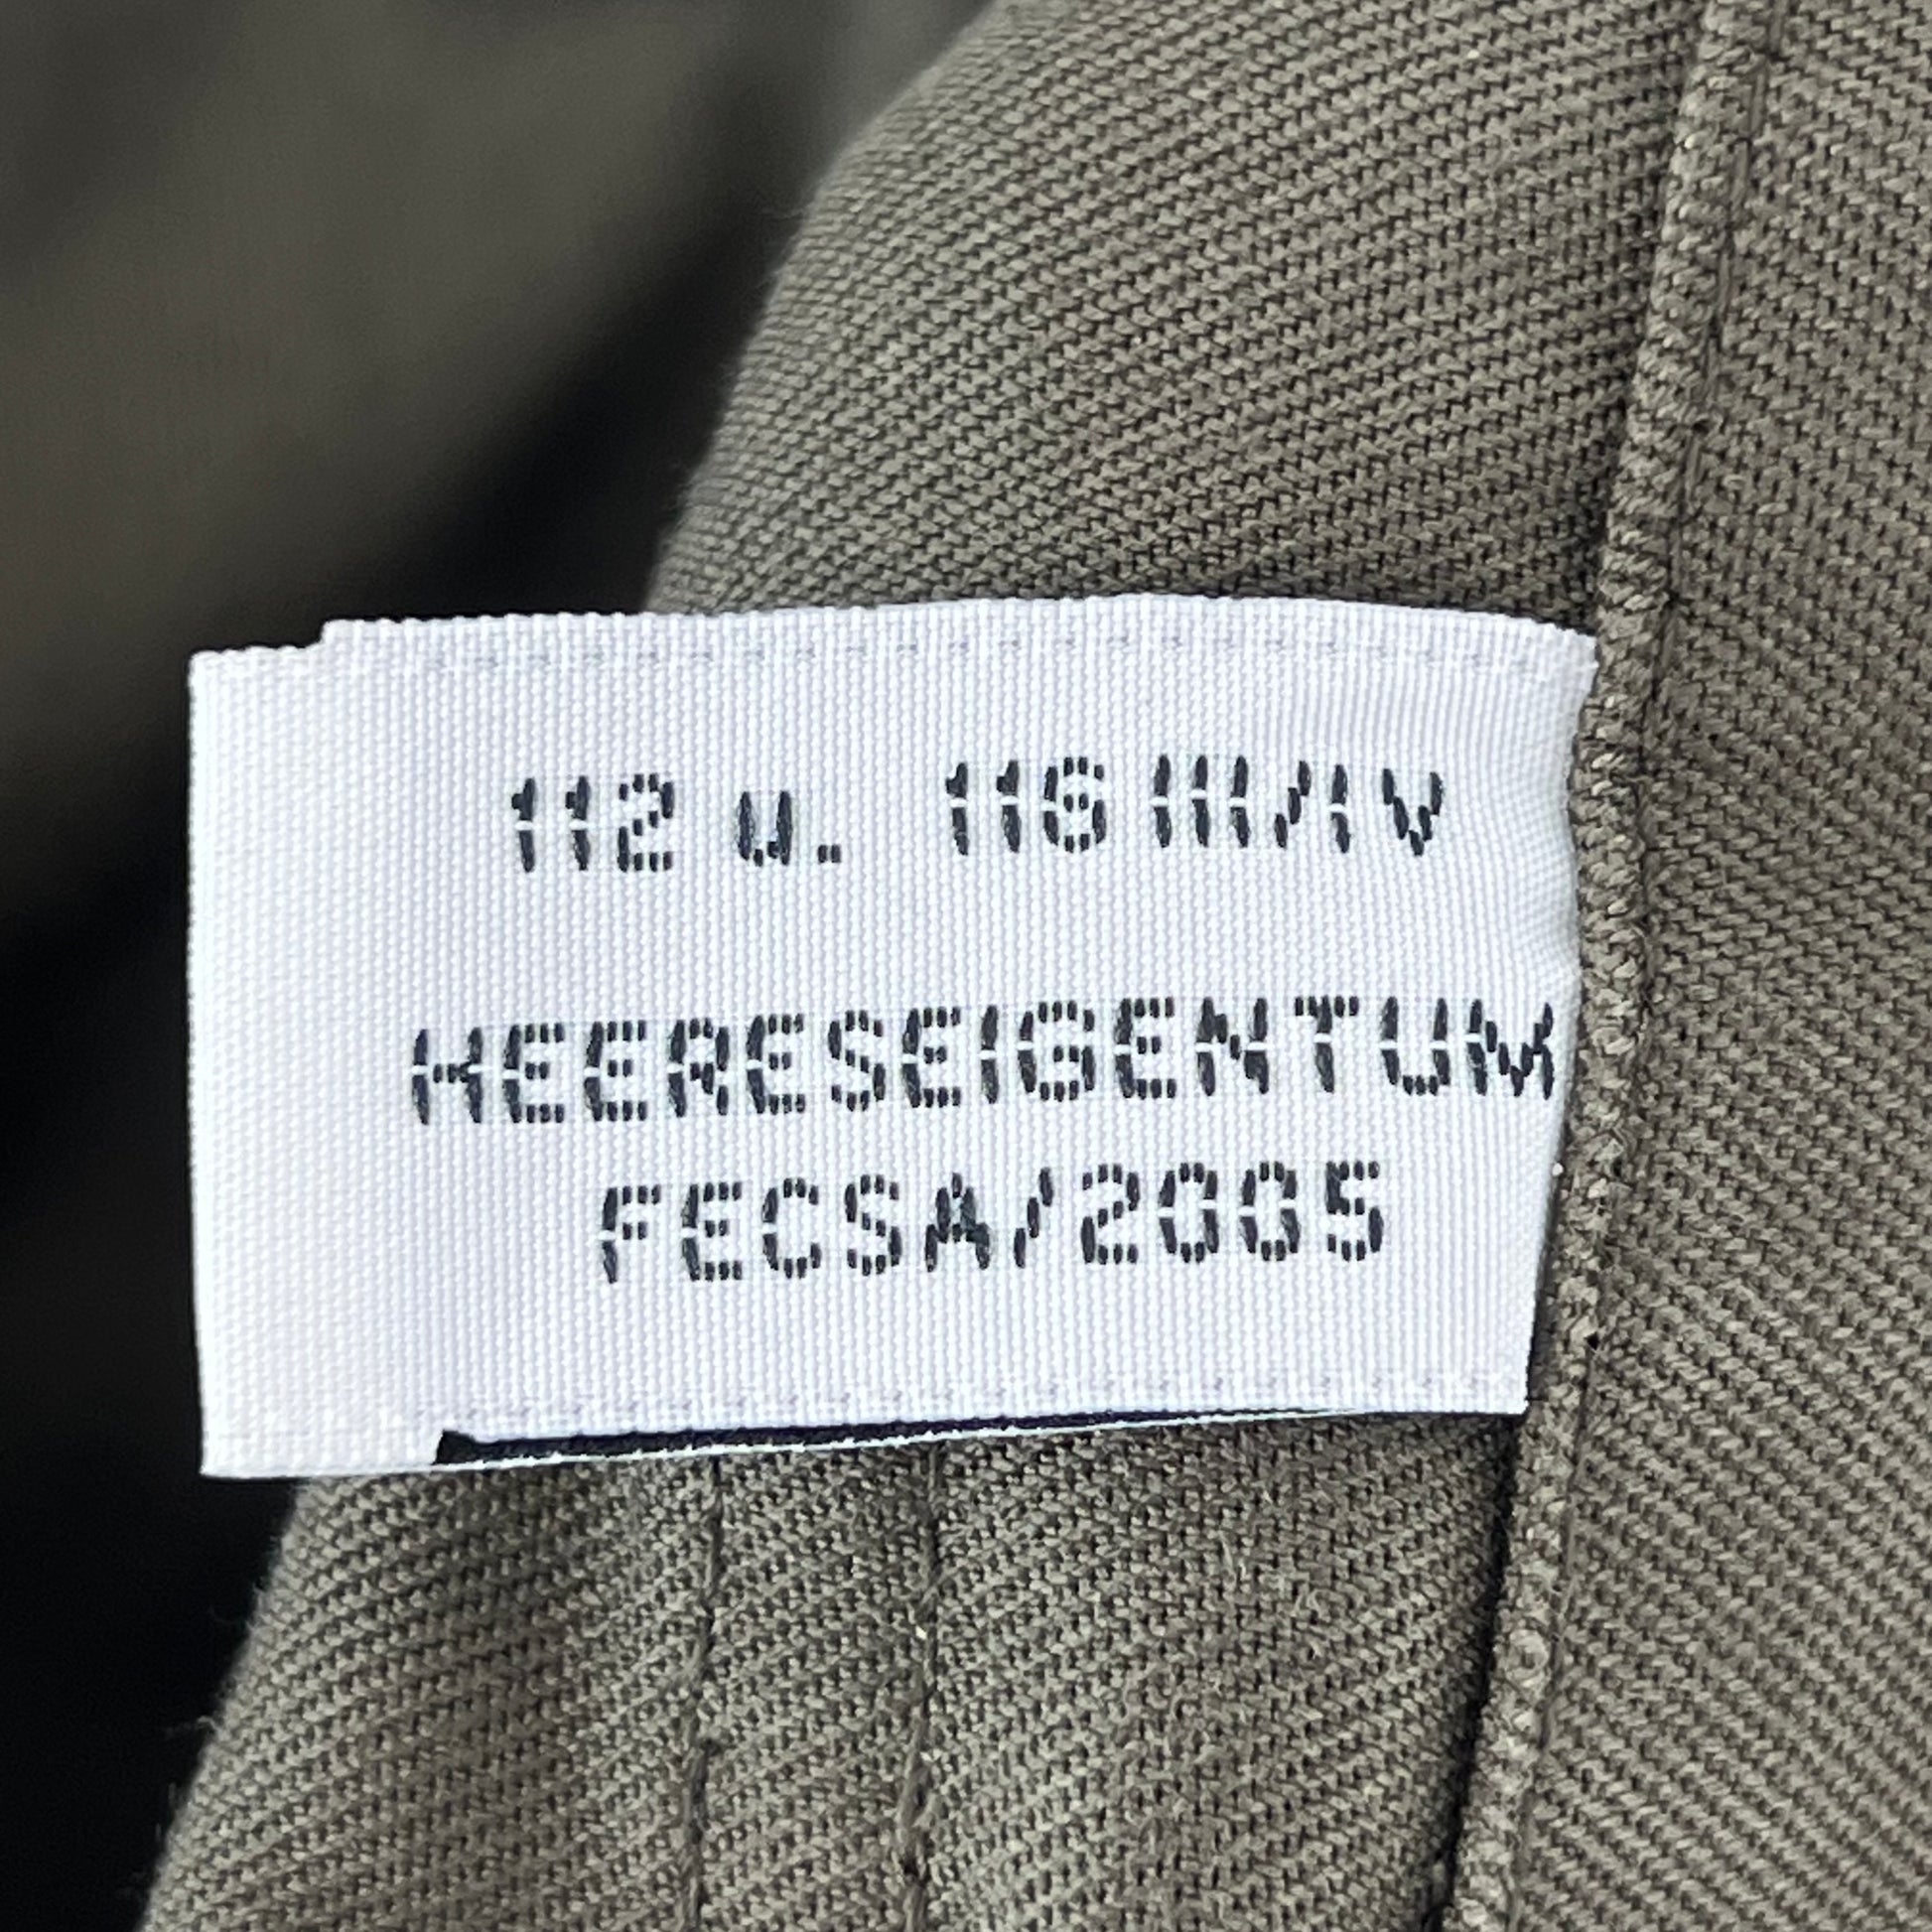 112 u. 116 III/IV
HEERESEIGENTUM
FECSA/2005